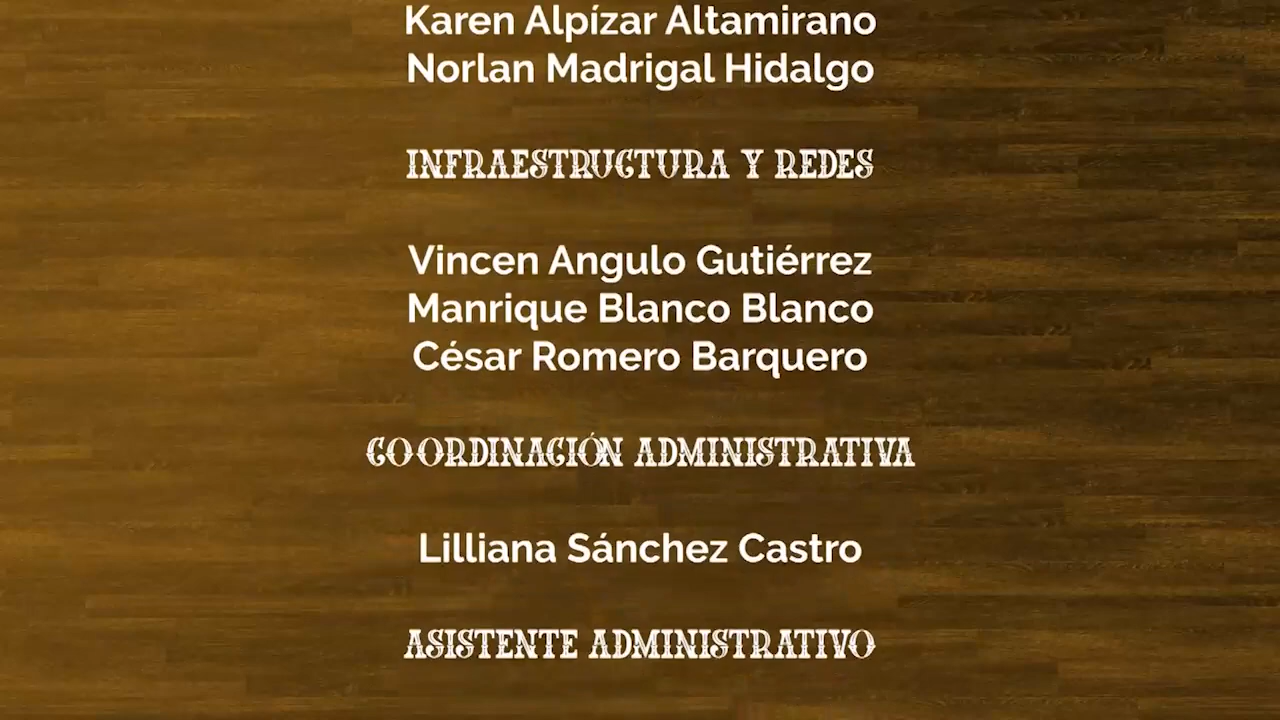 Karen Alpízar Altamirano
Norlan Madrigal Hidalgo
INFRAESTRUCTURA Y REDES
Vincen Angulo Gutiérrez
Manrique Blanco Blanco
César Romero Barquero
COORDINACIÓN ADMINISTRATIVA
Lilliana Sánchez Castro
ASISTENTE ADMINISTRATIVO